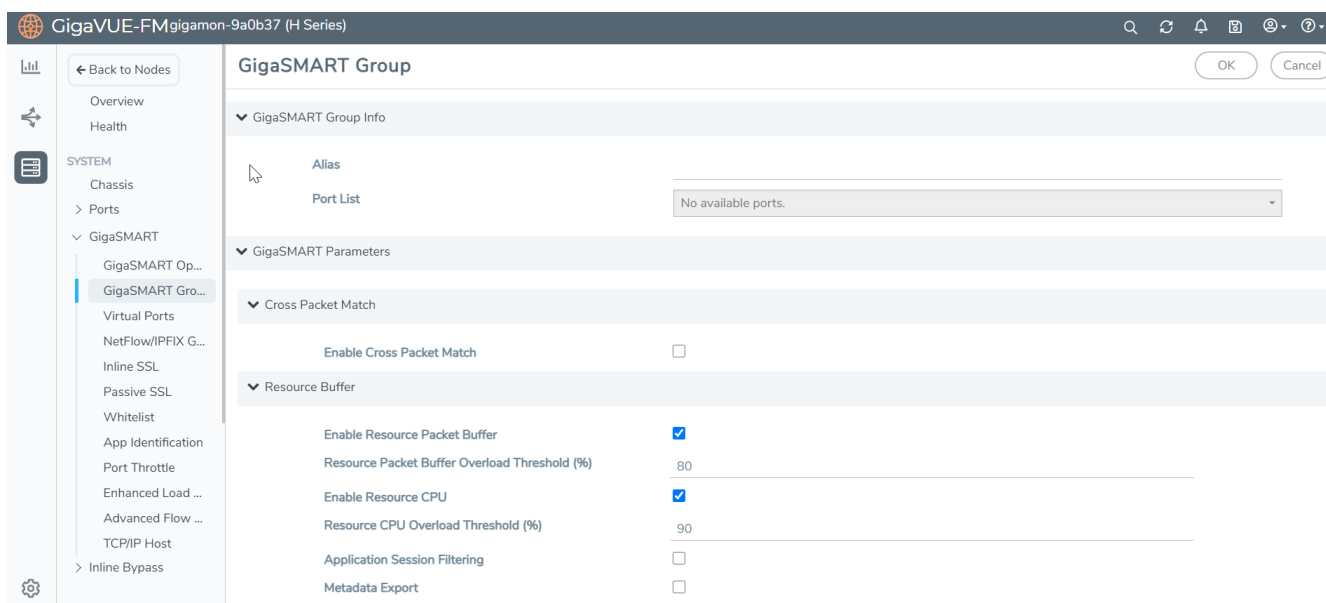 GigaVUE-FM gigamon-9a0b37 (H Series)
← Back to Nodes
Overview
Health
SYSTEM
Chassis
> Ports
GigaSMART
GigaSMART Op...
GigaSMART Gro...
Virtual Ports
NetFlow/IPFIX G...
Inline SSL
Passive SSL
Whitelist
App Identification
Port Throttle
Enhanced Load ...
Advanced Flow ...
TCP/IP Host
> Inline Bypass
GigaSMART Group
OK
Cancel
GigaSMART Group Info
Alias
Port List
No available ports.
GigaSMART Parameters
Cross Packet Match
Enable Cross Packet Match
Resource Buffer
Enable Resource Packet Buffer
Resource Packet Buffer Overload Threshold (%)
80
Enable Resource CPU
Resource CPU Overload Threshold (%)
90
Application Session Filtering
Metadata Export